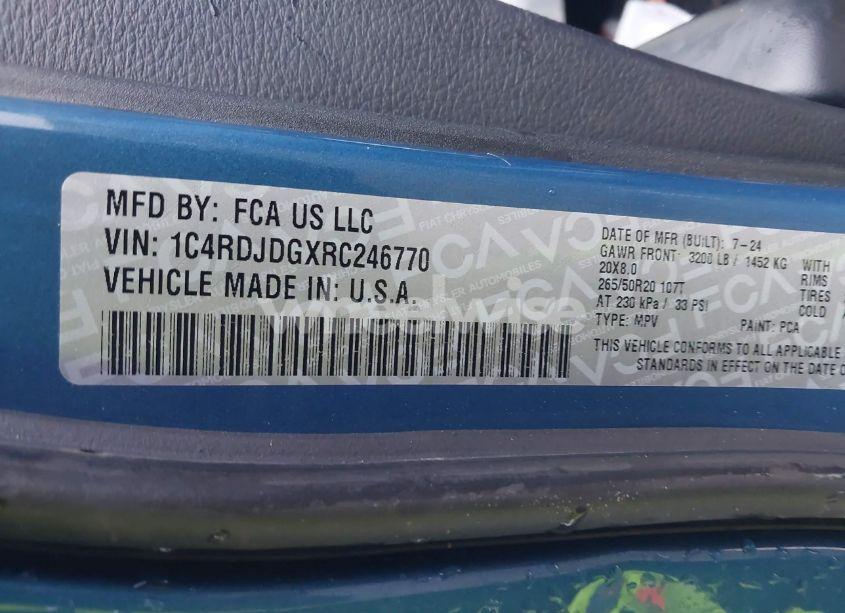 MFD BY: FCA US LLC
VIN: 1C4RDJDGXRC246770
VEHICLE MADE IN: U.S.A.
DATE OF MFR (BUILT): 7-24
GAWR FRONT: 3200 LB / 1452 KG WITH
20X8.0 RIMS
265/50R20 107T TIRES
AT 230 kPa / 33 PSI COLD
TYPE: MPV PAINT: PCA
THIS VEHICLE CONFORMS TO ALL APPLICABLE
STANDARDS IN EFFECT ON THE DATE O